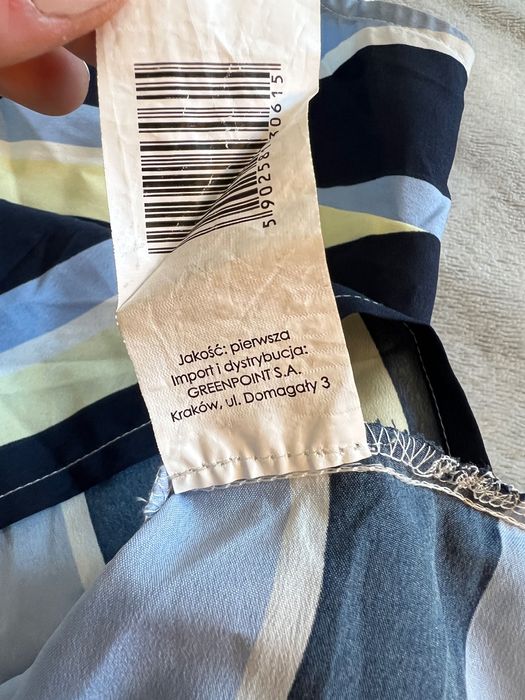 Jakość: pierwsza
Import i dystrybucja:
GREENPOINT S.A.
Kraków, ul. Domagały 3